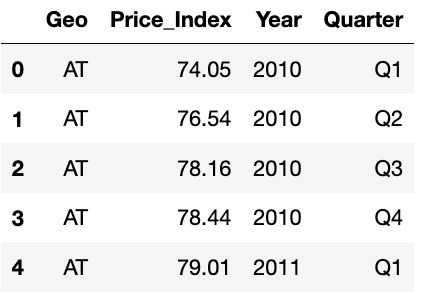 Geo Price_Index Year Quarter
0 AT 74.05 2010 Q1
1 AT 76.54 2010 Q2
2 AT 78.16 2010 Q3
3 AT 78.44 2010 Q4
4 AT 79.01 2011 Q1